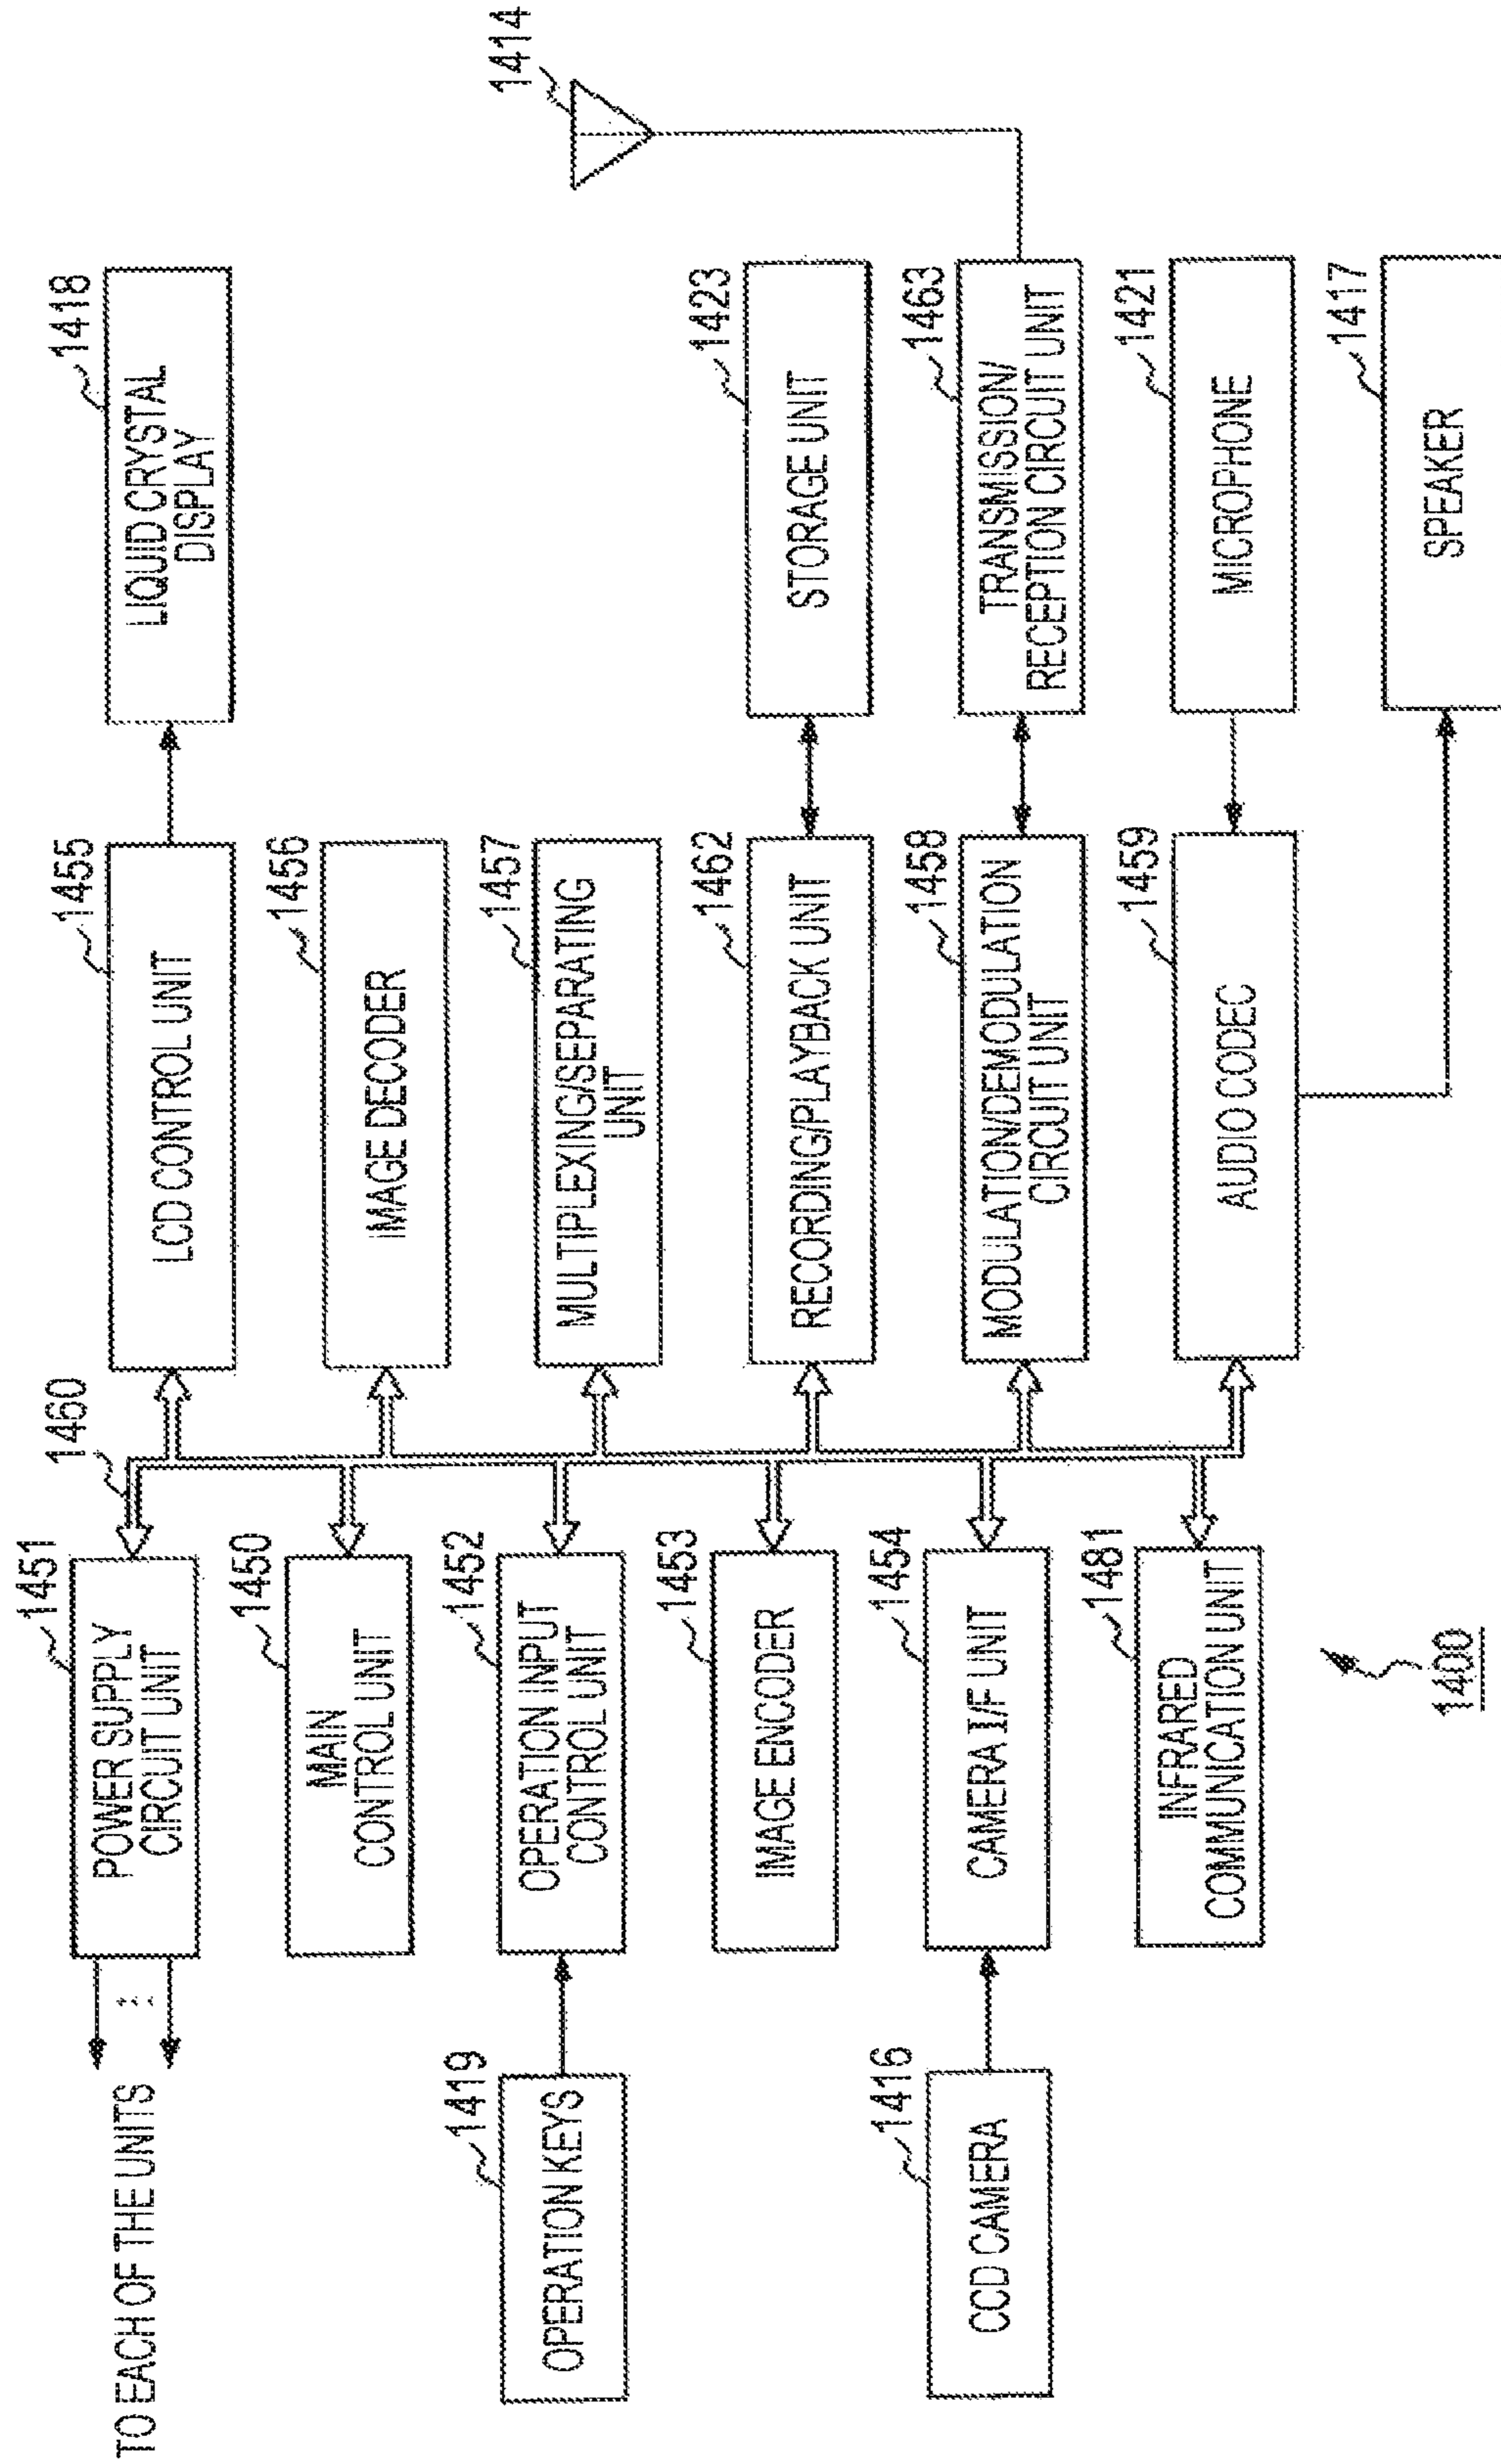 1451
POWER SUPPLY
CIRCUIT UNIT
TO EACH OF THE UNITS
1460
1455
LCD CONTROL UNIT
1418
LIQUID CRYSTAL
DISPLAY
1450
MAIN
CONTROL UNIT
1456
IMAGE DECODER
1419
OPERATION KEYS
1452
OPERATION INPUT
CONTROL UNIT
1457
MULTIPLEXING/SEPARATING
UNIT
1414
1453
IMAGE ENCODER
1462
RECORDING/PLAYBACK UNIT
1423
STORAGE UNIT
1416
CCD CAMERA
1454
CAMERA I/F UNIT
1458
MODULATION/DEMODULATION
CIRCUIT UNIT
1463
TRANSMISSION/
RECEPTION CIRCUIT UNIT
1481
INFRARED
COMMUNICATION UNIT
1459
AUDIO CODEC
1421
MICROPHONE
1417
SPEAKER
1400